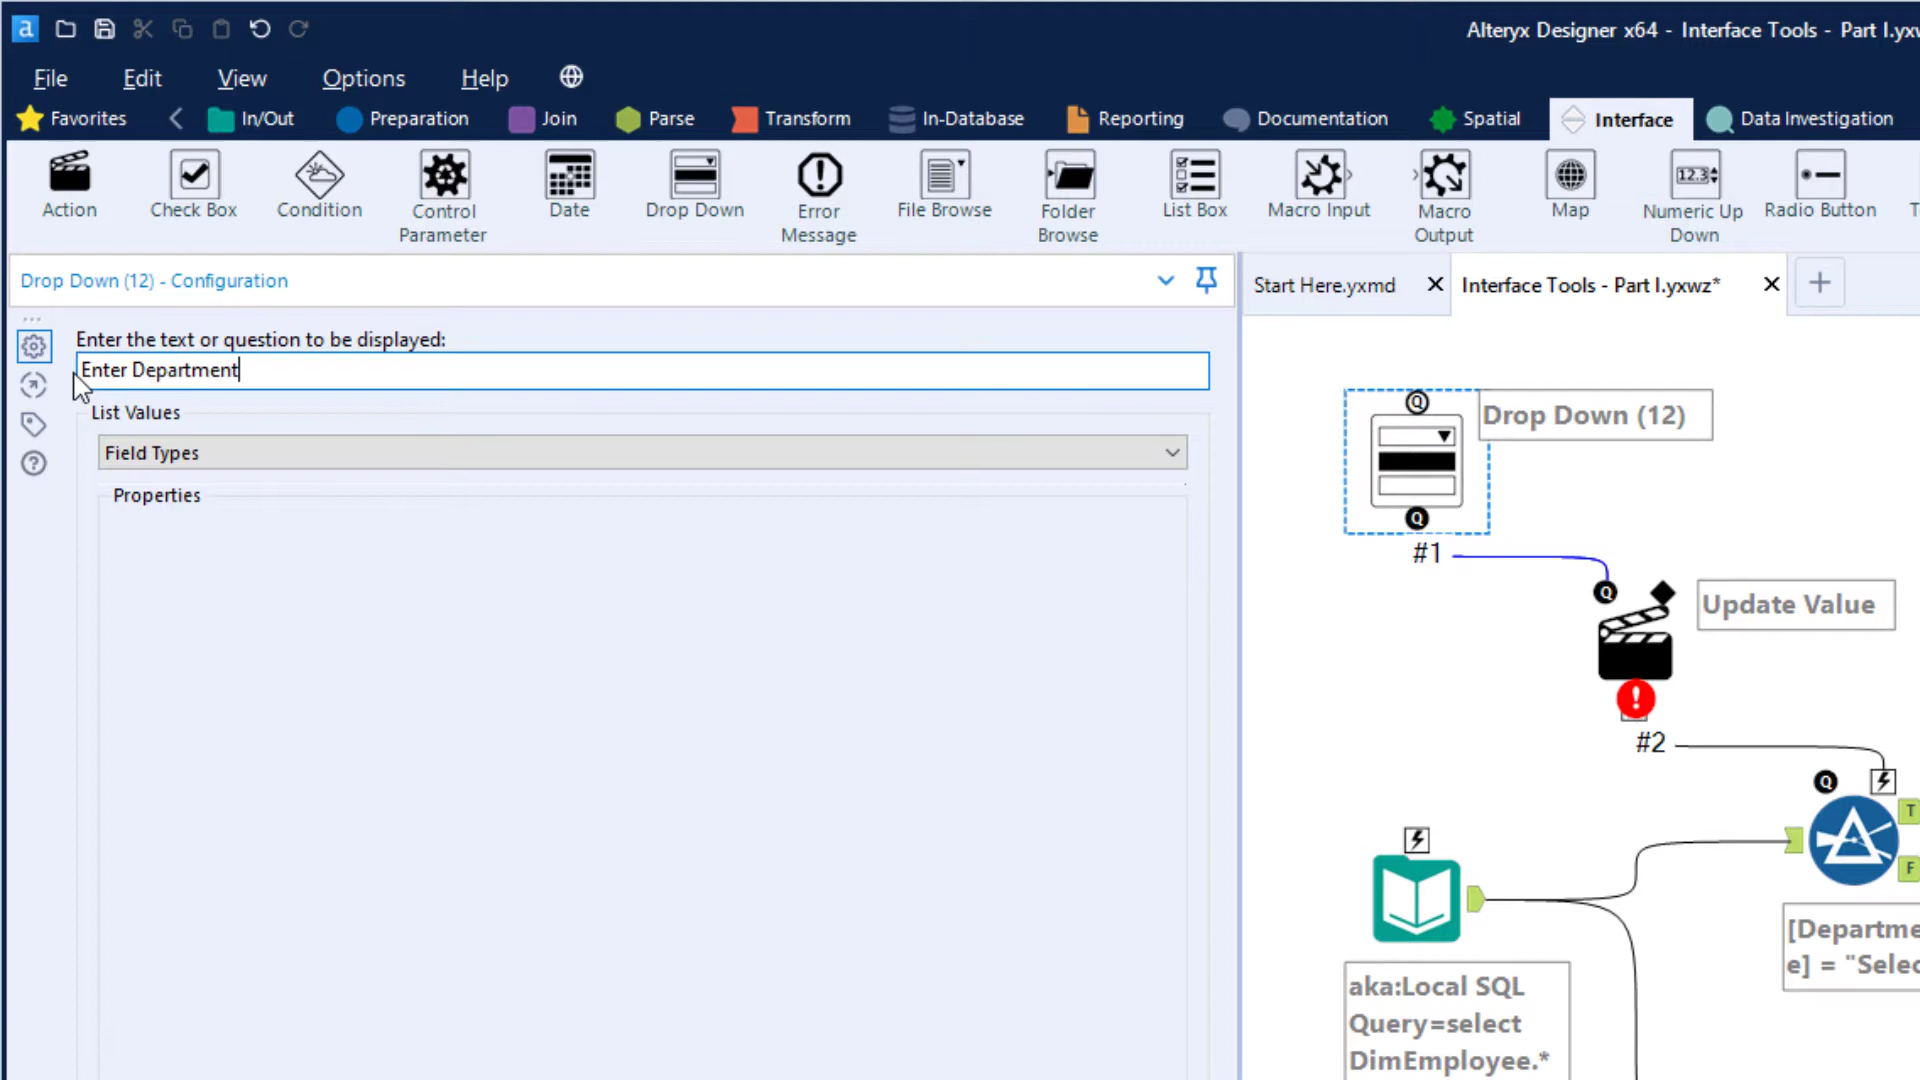 a
Alteryx Designer x64 - Interface Tools - Part I.yxw
File Edit View Options Help
Favorites In/Out Preparation Join Parse Transform In-Database Reporting Documentation Spatial Interface Data Investigation
Action Check Box Condition Control Parameter Date Drop Down Error Message File Browse Folder Browse List Box Macro Input Macro Output Map 12.3 Numeric Up Down Radio Button
Drop Down (12) - Configuration
Start Here.yxmd
Interface Tools - Part I.yxwz*
Enter the text or question to be displayed:
Enter Department
List Values
Field Types
Properties
Q
Drop Down (12)
Q
#1
Q
Update Value
!
#2
Q
T
F
[Departme
e] = "Selec
aka:Local SQL
Query=select
DimEmployee.*